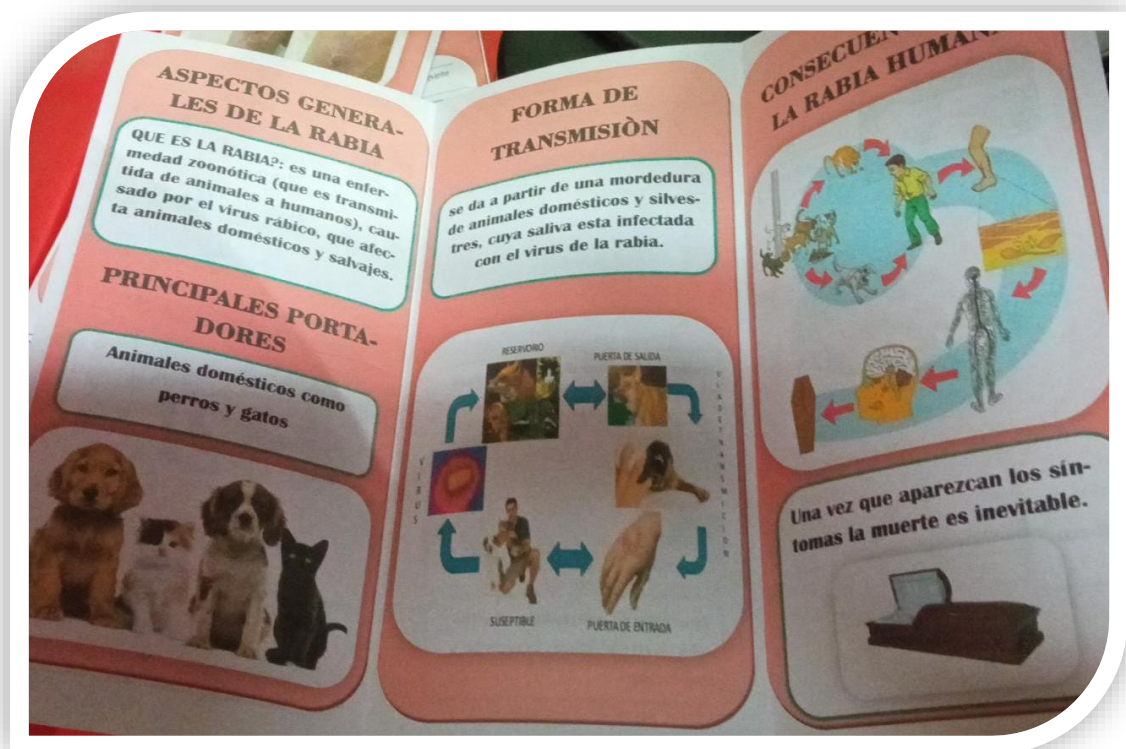 ASPECTOS GENERA-
LES DE LA RABIA
QUE ES LA RABIA?: es una enfer-
medad zoonótica (que es transmi-
tida de animales a humanos), cau-
sado por el virus rábico, que afec-
ta animales domésticos y salvajes.
PRINCIPALES PORTA-
DORES
Animales domésticos como
perros y gatos
FORMA DE
TRANSMISIÒN
se da a partir de una mordedura
de animales domésticos y silves-
tres, cuya saliva esta infectada
con el virus de la rabia.
RESERVORIO
PUERTA DE SALIDA
VIRUS
SUSEPTIBLE
PUERTA DE ENTRADA
LA RABIA HUMAN
Una vez que aparezcan los sín-
tomas la muerte es inevitable.